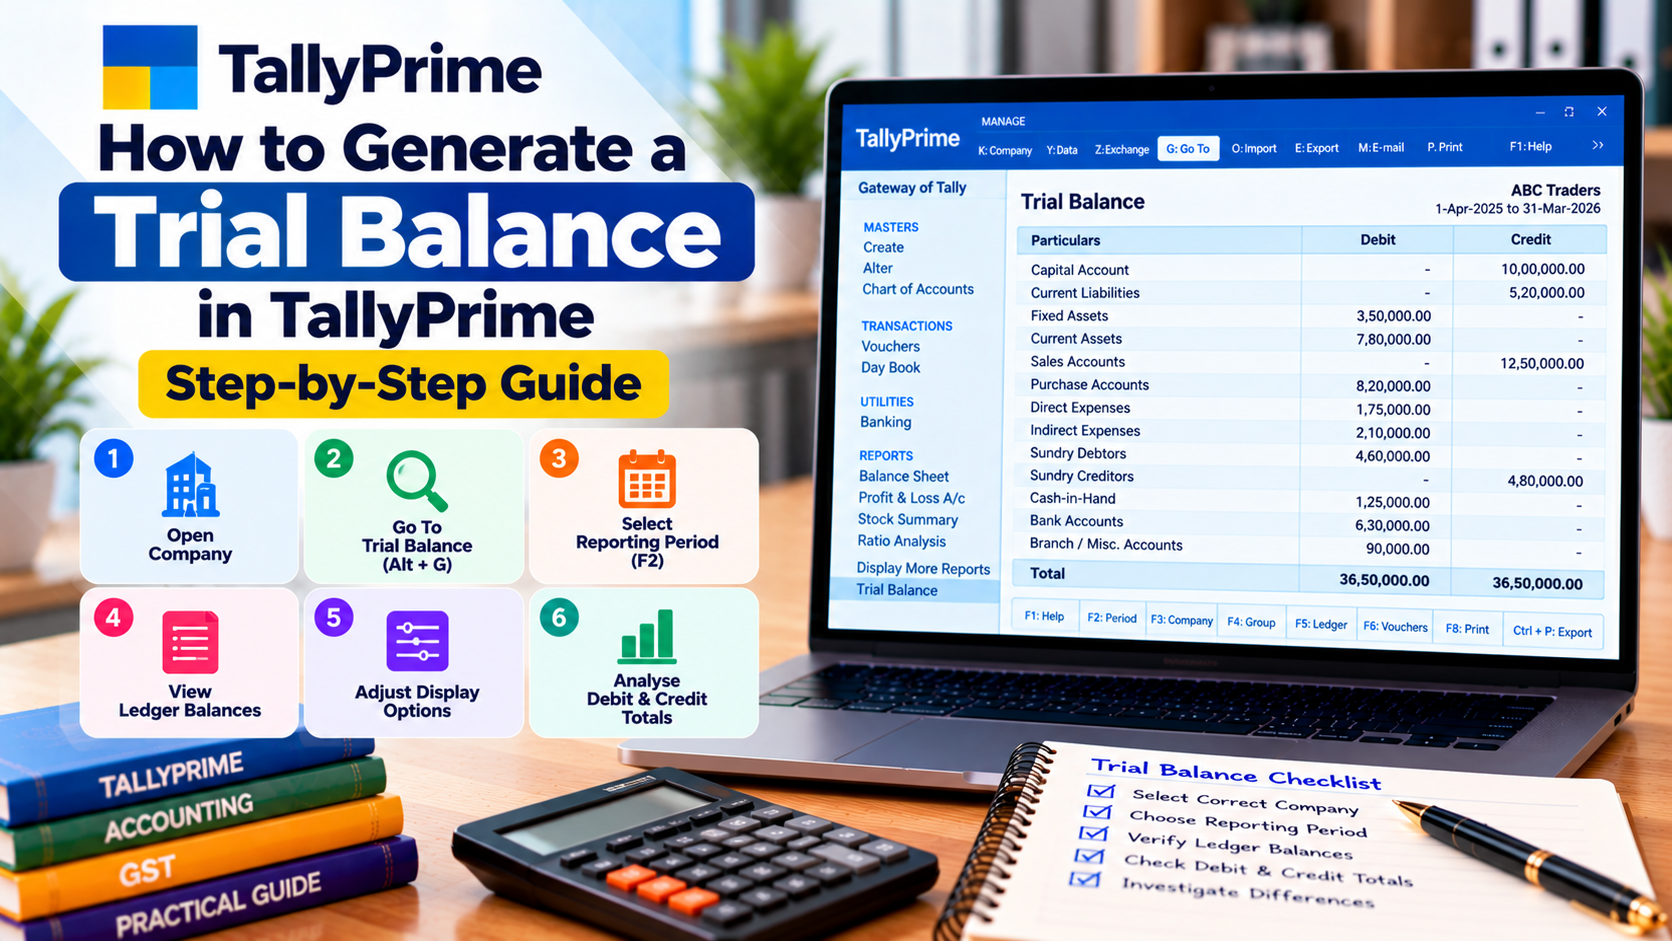 TallyPrime
How to Generate a
Trial Balance
in TallyPrime
Step-by-Step Guide
1
Open
Company
2
Go To
Trial Balance
(Alt + G)
3
Select
Reporting Period
(F2)
4
View
Ledger Balances
5
Adjust Display
Options
6
Analyse
Debit & Credit
Totals
TALLYPRIME
ACCOUNTING
GST
PRACTICAL GUIDE
TallyPrime
MANAGE
K: Company Y: Data Z: Exchange G: Go To O: Import E: Export M: E-mail P. Print F1: Help
Gateway of Tally
MASTERS
Create
Alter
Chart of Accounts
TRANSACTIONS
Vouchers
Day Book
UTILITIES
Banking
REPORTS
Balance Sheet
Profit & Loss A/c
Stock Summary
Ratio Analysis
Display More Reports
Trial Balance
Trial Balance
ABC Traders
1-Apr-2025 to 31-Mar-2026
Particulars Debit Credit
Capital Account - 10,00,000.00
Current Liabilities - 5,20,000.00
Fixed Assets 3,50,000.00 -
Current Assets 7,80,000.00 -
Sales Accounts - 12,50,000.00
Purchase Accounts 8,20,000.00 -
Direct Expenses 1,75,000.00 -
Indirect Expenses 2,10,000.00 -
Sundry Debtors 4,60,000.00 -
Sundry Creditors - 4,80,000.00
Cash-in-Hand 1,25,000.00 -
Bank Accounts 6,30,000.00 -
Branch / Misc. Accounts 90,000.00 -
Total 36,50,000.00 36,50,000.00
F1: Help F2: Period F3: Company F4: Group F5: Ledger F6: Vouchers F8: Print Ctrl + P: Export
Trial Balance Checklist
Select Correct Company
Choose Reporting Period
Verify Ledger Balances
Check Debit & Credit Totals
Investigate Differences